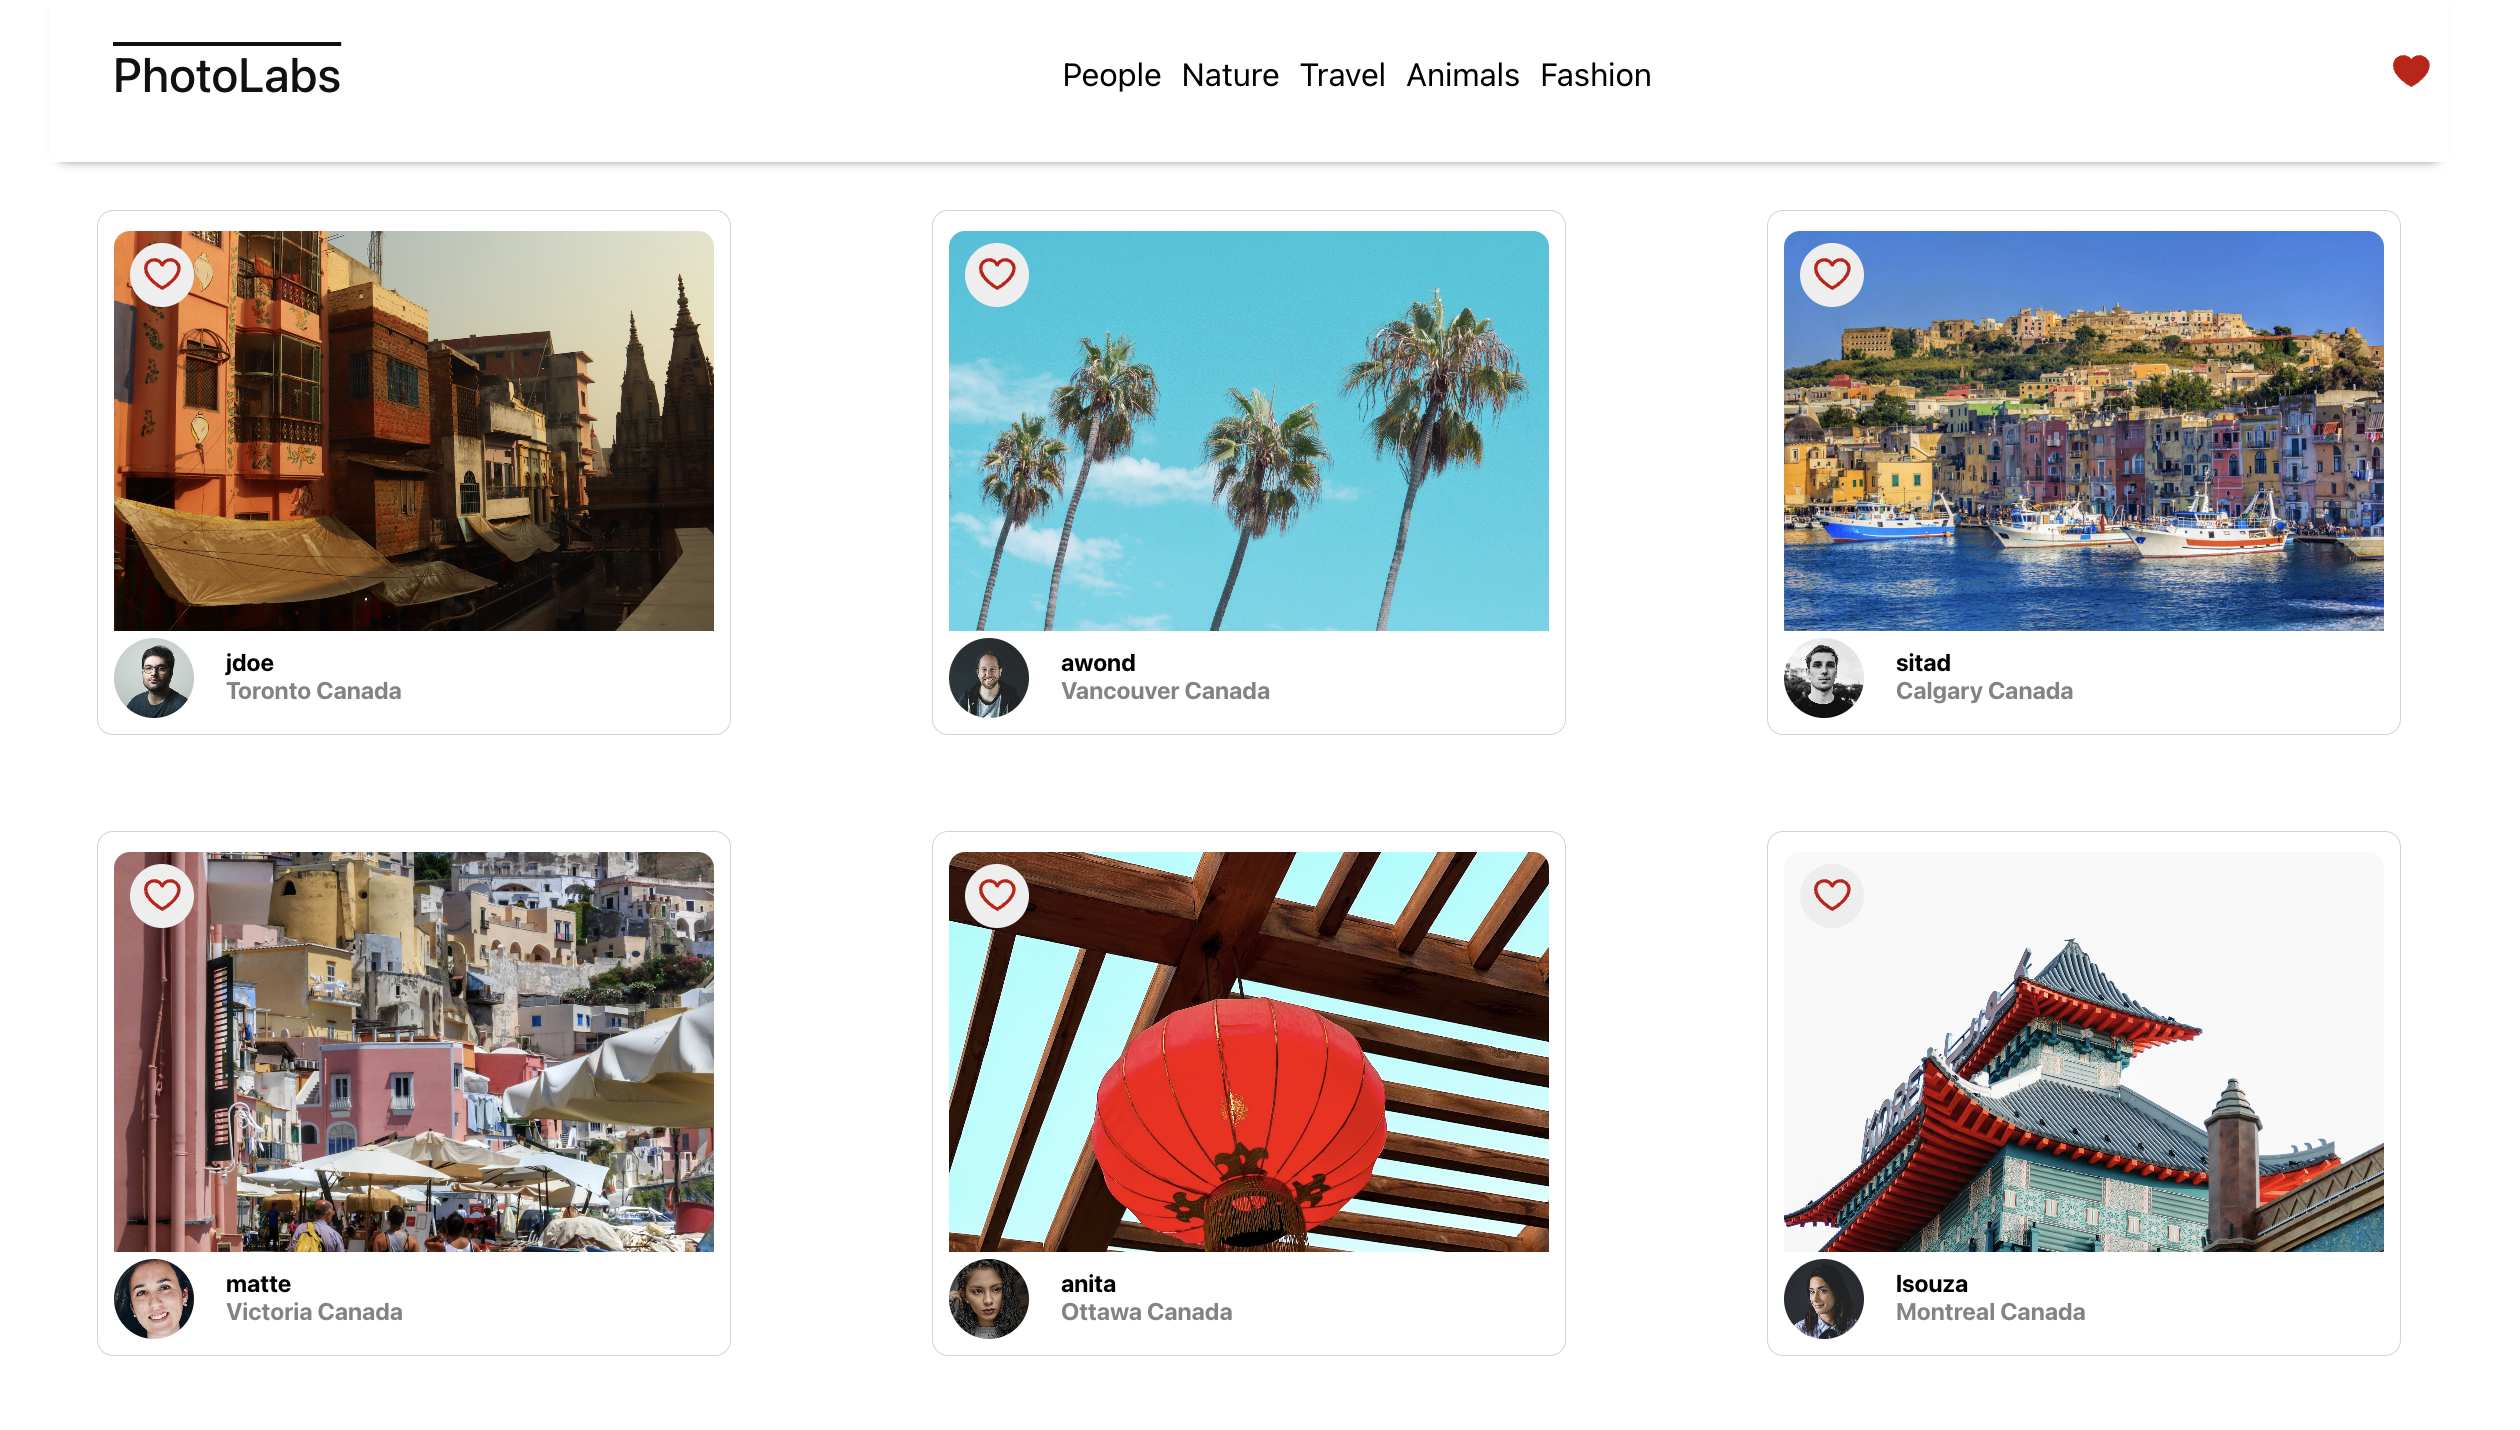 PhotoLabs
People Nature Travel Animals Fashion
jdoe
Toronto Canada
awond
Vancouver Canada
sitad
Calgary Canada
matte
Victoria Canada
anita
Ottawa Canada
lsouza
Montreal Canada